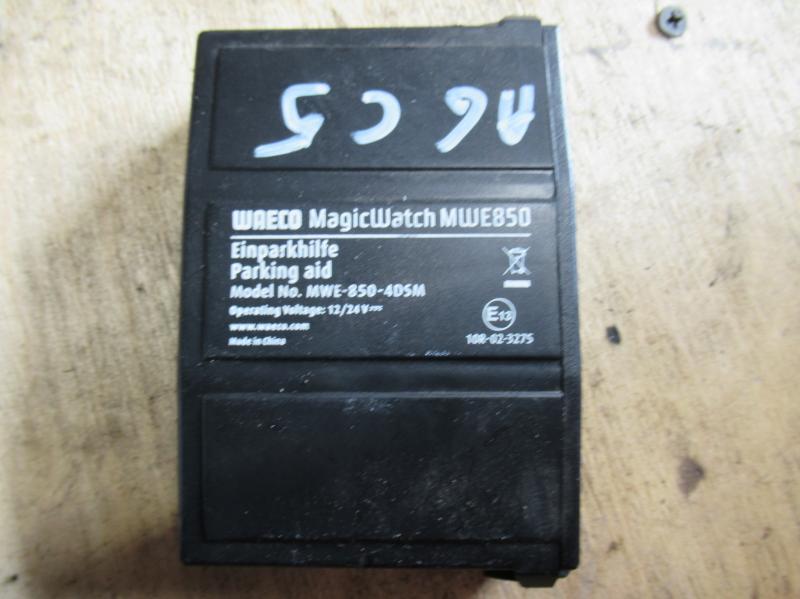 A6 C5
WAECO MagicWatch MWE850
Einparkhilfe
Parking aid
Model No. MWE-850-4DSM
Operating Voltage: 12/24V
www.waeco.com
Made in China
E13
10R-02-3275